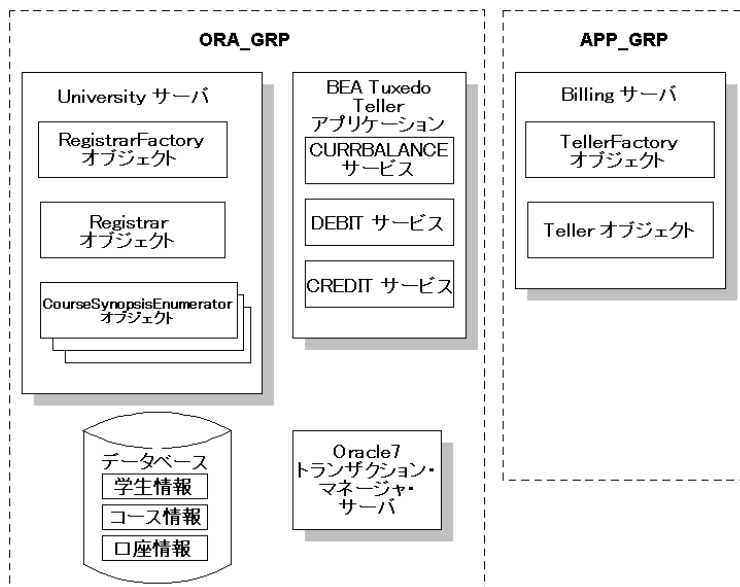 ORA_GRP
University サーバ
RegistrarFactory
オブジェクト
Registrar
オブジェクト
CourseSynopsisEnumerator
オブジェクト
BEA Tuxedo
Teller
アプリケーション
CURRBALANCE
サービス
DEBIT サービス
CREDIT サービス
データベース
学生情報
コース情報
口座情報
Oracle7
トランザクション・
マネージャ・
サーバ
APP_GRP
Billing サーバ
TellerFactory
オブジェクト
Teller オブジェクト